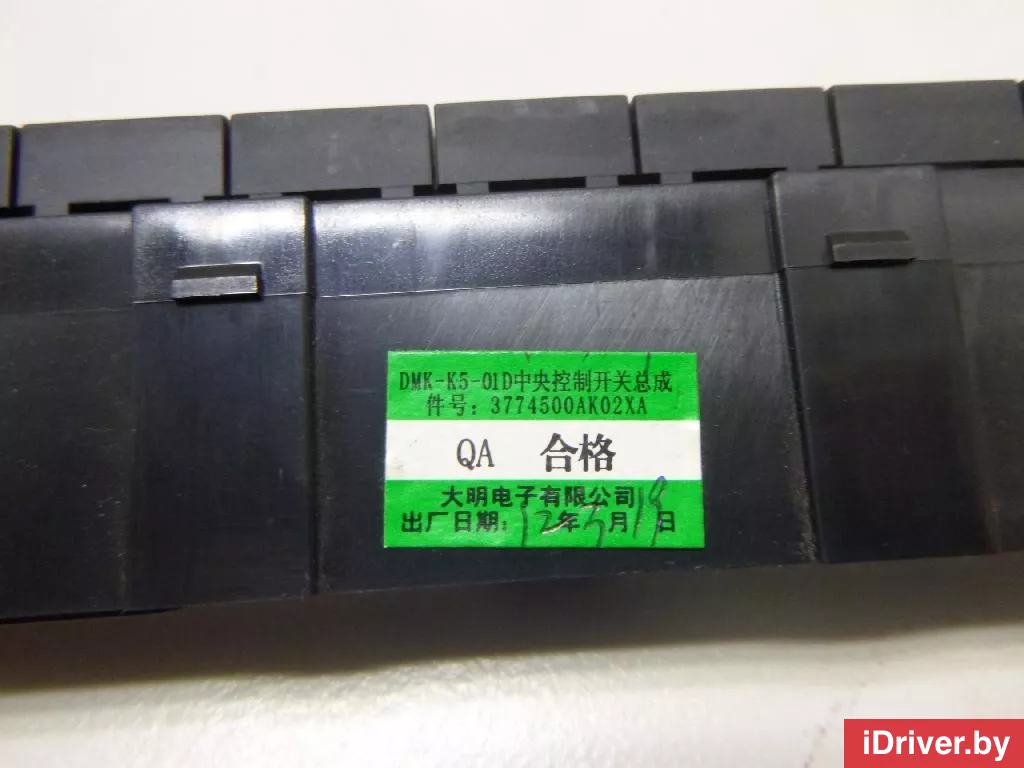 DMK-K5-01D中央控制开关总成
件号：3774500AK02XA
QA 合格
大明电子有限公司
出厂日期：12年3月19日
iDriver.by